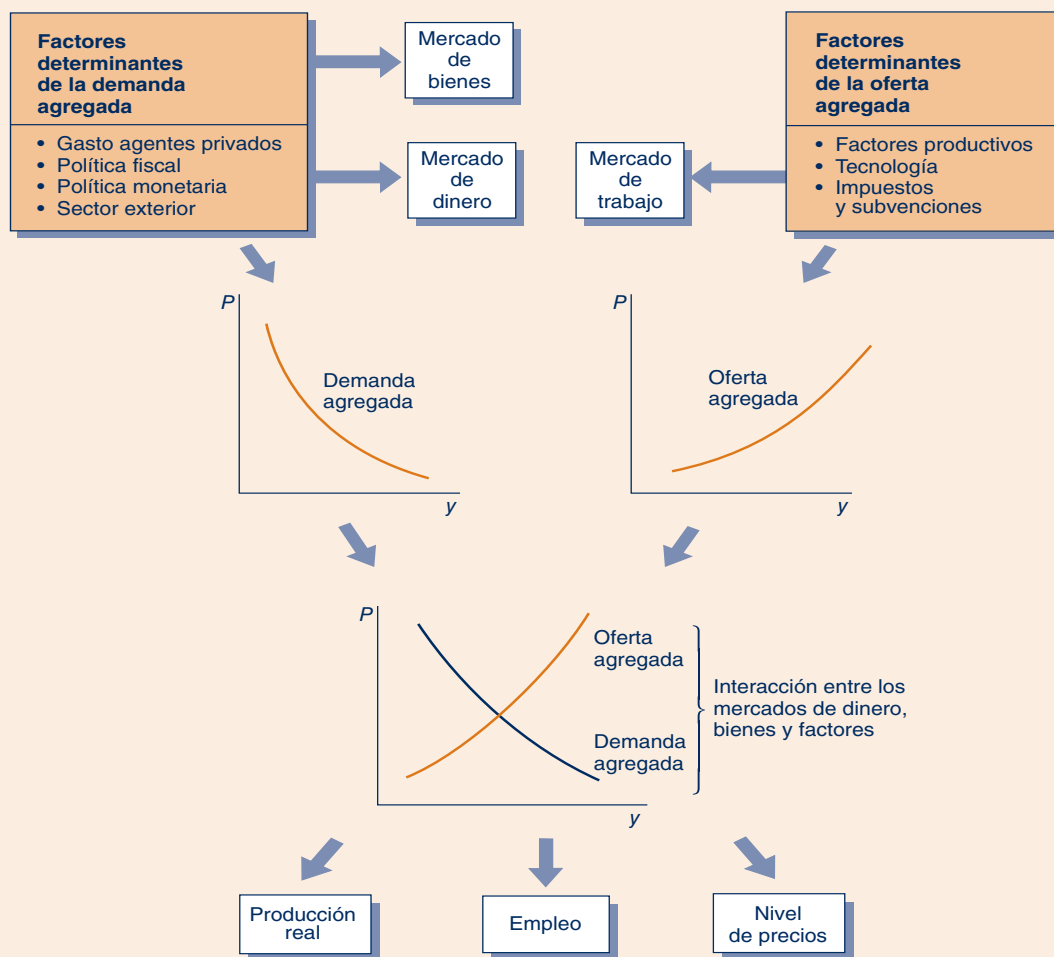 Factores
determinantes
de la demanda
agregada
• Gasto agentes privados
• Política fiscal
• Política monetaria
• Sector exterior
Mercado
de
bienes
Mercado
de
dinero
Mercado
de
trabajo
Factores
determinantes
de la oferta
agregada
• Factores productivos
• Tecnología
• Impuestos
y subvenciones
P
Demanda
agregada
y
P
Oferta
agregada
y
P
Oferta
agregada
Demanda
agregada
y
Interacción entre los
mercados de dinero,
bienes y factores
Producción
real
Empleo
Nivel
de precios